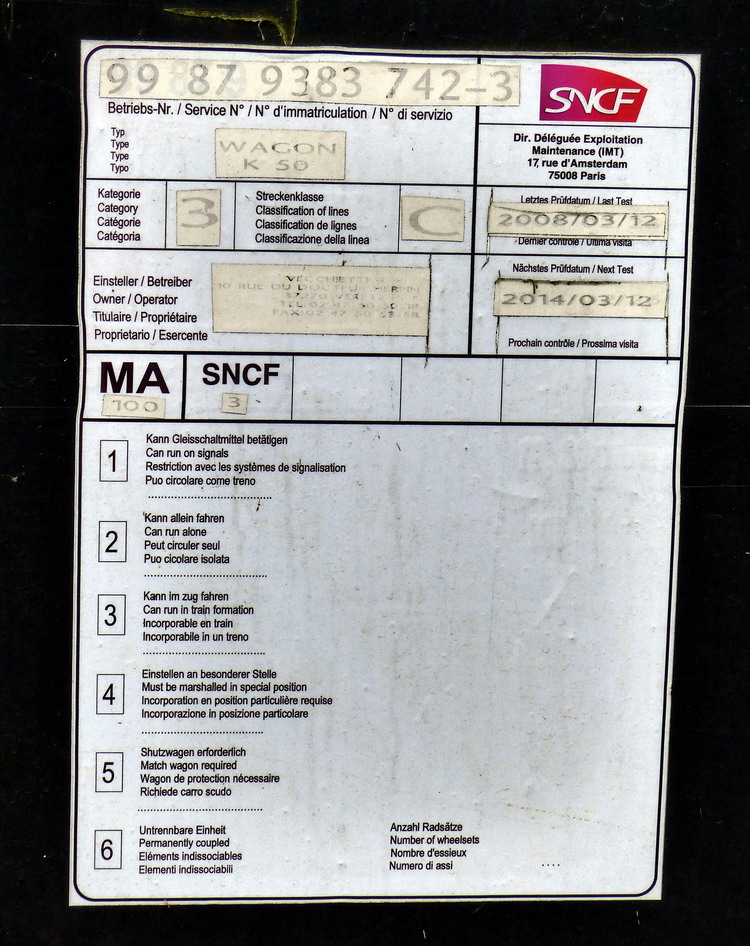 99 87 9383 742-3
Betriebs-Nr. / Service N° / N° d'immatriculation / N° di servizio
SNCF
Dir. Déléguée Exploitation
Maintenance (IMT)
17, rue d'Amsterdam
75008 Paris
Typ
Type
Type
Typo
WAGON
K 50
Kategorie
Category
Catégorie
Catégoria
3
Streckenklasse
Classification of lines
Classification de lignes
Classificazione della linea
C
Letztes Prüfdatum / Last Test
2008/03/12
Dernier contrôle / Ultima visita
Einsteller / Betreiber
Owner / Operator
Titulaire / Propriétaire
Proprietario / Esercente
10 RUE DU DOCTEUR
Nächstes Prüfdatum / Next Test
2014/03/12
Prochain contrôle / Prossima visita
MA
100
SNCF
3
1
Kann Gleisschaltmittel betätigen
Can run on signals
Restriction avec les systèmes de signalisation
Puo circolare come treno
2
Kann allein fahren
Can run alone
Peut circuler seul
Puo cicolare isolata
3
Kann im zug fahren
Can run in train formation
Incorporable en train
Incorporabile in un treno
4
Einstellen an besonderer Stelle
Must be marshalled in special position
Incorporation en position particulière requise
Incorporazione in posizione particolare
5
Shutzwagen erforderlich
Match wagon required
Wagon de protection nécessaire
Richiede carro scudo
6
Untrennbare Einheit
Permanently coupled
Eléments indissociables
Elementi indissociabili
Anzahl Radsätze
Number of wheelsets
Nombre d'essieux
Numero di assi ....